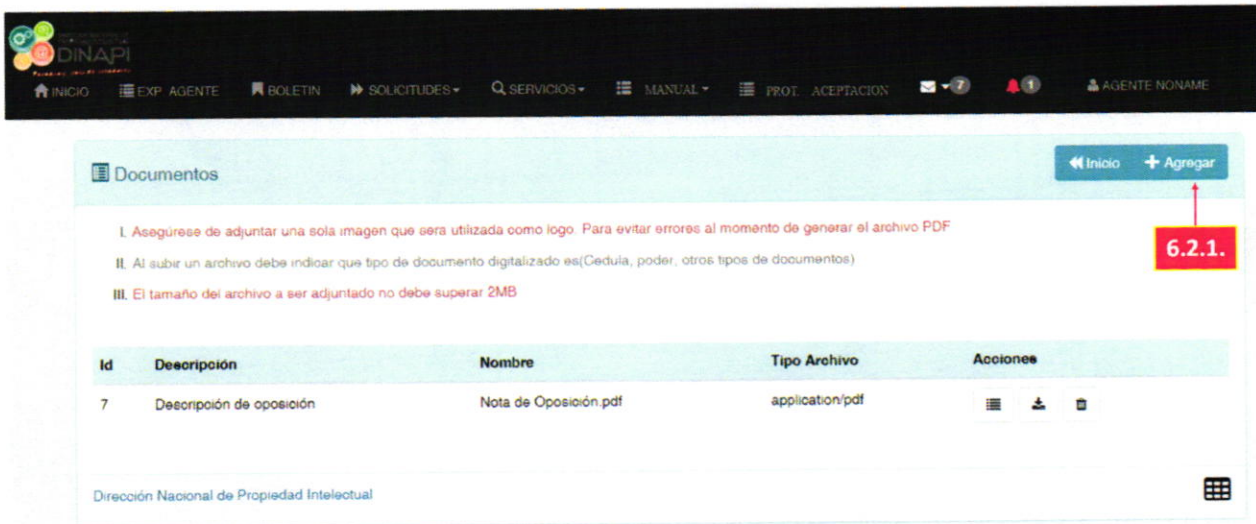 DINAPI
INICIO EXP AGENTE BOLETIN SOLICITUDES SERVICIOS MANUAL PROT. ACEPTACION 7 1 AGENTE NONAME
Documentos
Inicio + Agregar
I. Asegúrese de adjuntar una sola imagen que sera utilizada como logo. Para evitar errores al momento de generar el archivo PDF
6.2.1.
II. Al subir un archivo debe indicar que tipo de documento digitalizado es(Cedula, poder, otros tipos de documentos)
III. El tamaño del archivo a ser adjuntado no debe superar 2MB
Id Descripción Nombre Tipo Archivo Acciones
7 Descripción de oposición Nota de Oposición.pdf application/pdf
Dirección Nacional de Propiedad Intelectual